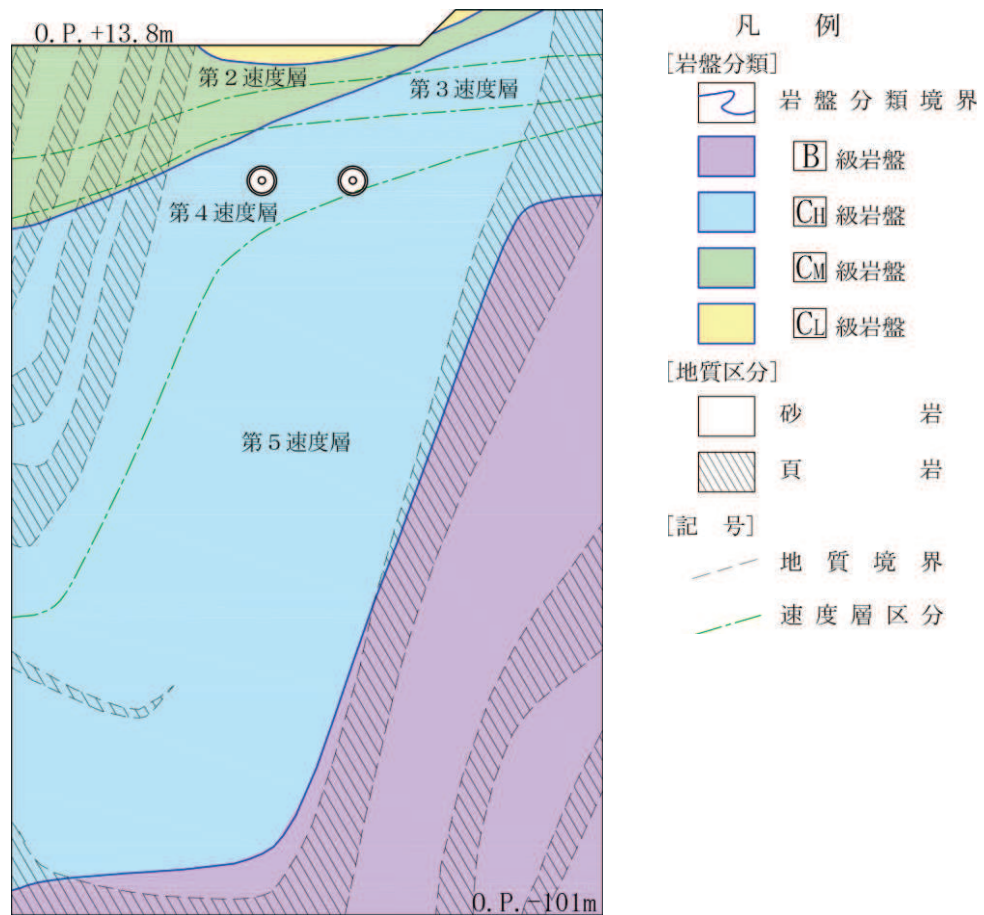 O.P.+13.8m
第2速度層
第3速度層
第4速度層
第5速度層
O.P.-101m
凡 例
[岩盤分類]
岩盤分類境界
B 級岩盤
CH 級岩盤
CM 級岩盤
CL 級岩盤
[地質区分]
砂 岩
頁 岩
[記 号]
地質境界
速度層区分